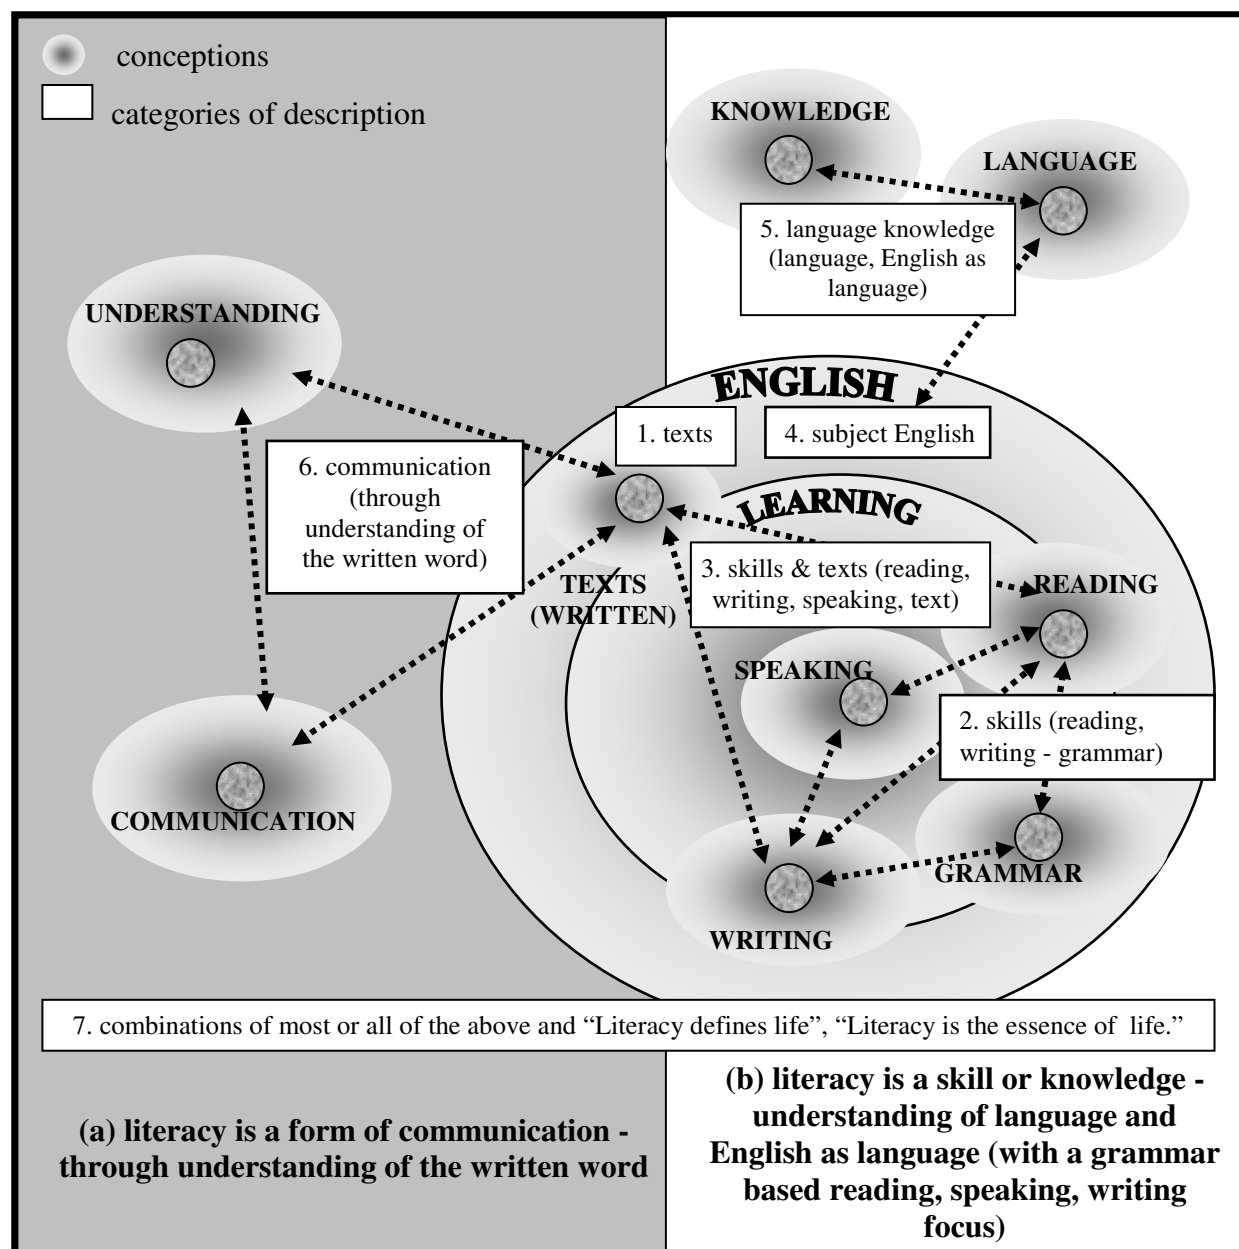 conceptions
categories of description
KNOWLEDGE
LANGUAGE
5. language knowledge
(language, English as
language)
UNDERSTANDING
ENGLISH
1. texts
4. subject English
6. communication
(through
understanding of
the written word)
LEARNING
TEXTS
(WRITTEN)
3. skills & texts (reading,
writing, speaking, text)
READING
SPEAKING
2. skills (reading,
writing - grammar)
COMMUNICATION
GRAMMAR
WRITING
7. combinations of most or all of the above and “Literacy defines life”, “Literacy is the essence of life.”
(a) literacy is a form of communication -
through understanding of the written word
(b) literacy is a skill or knowledge -
understanding of language and
English as language (with a grammar
based reading, speaking, writing
focus)